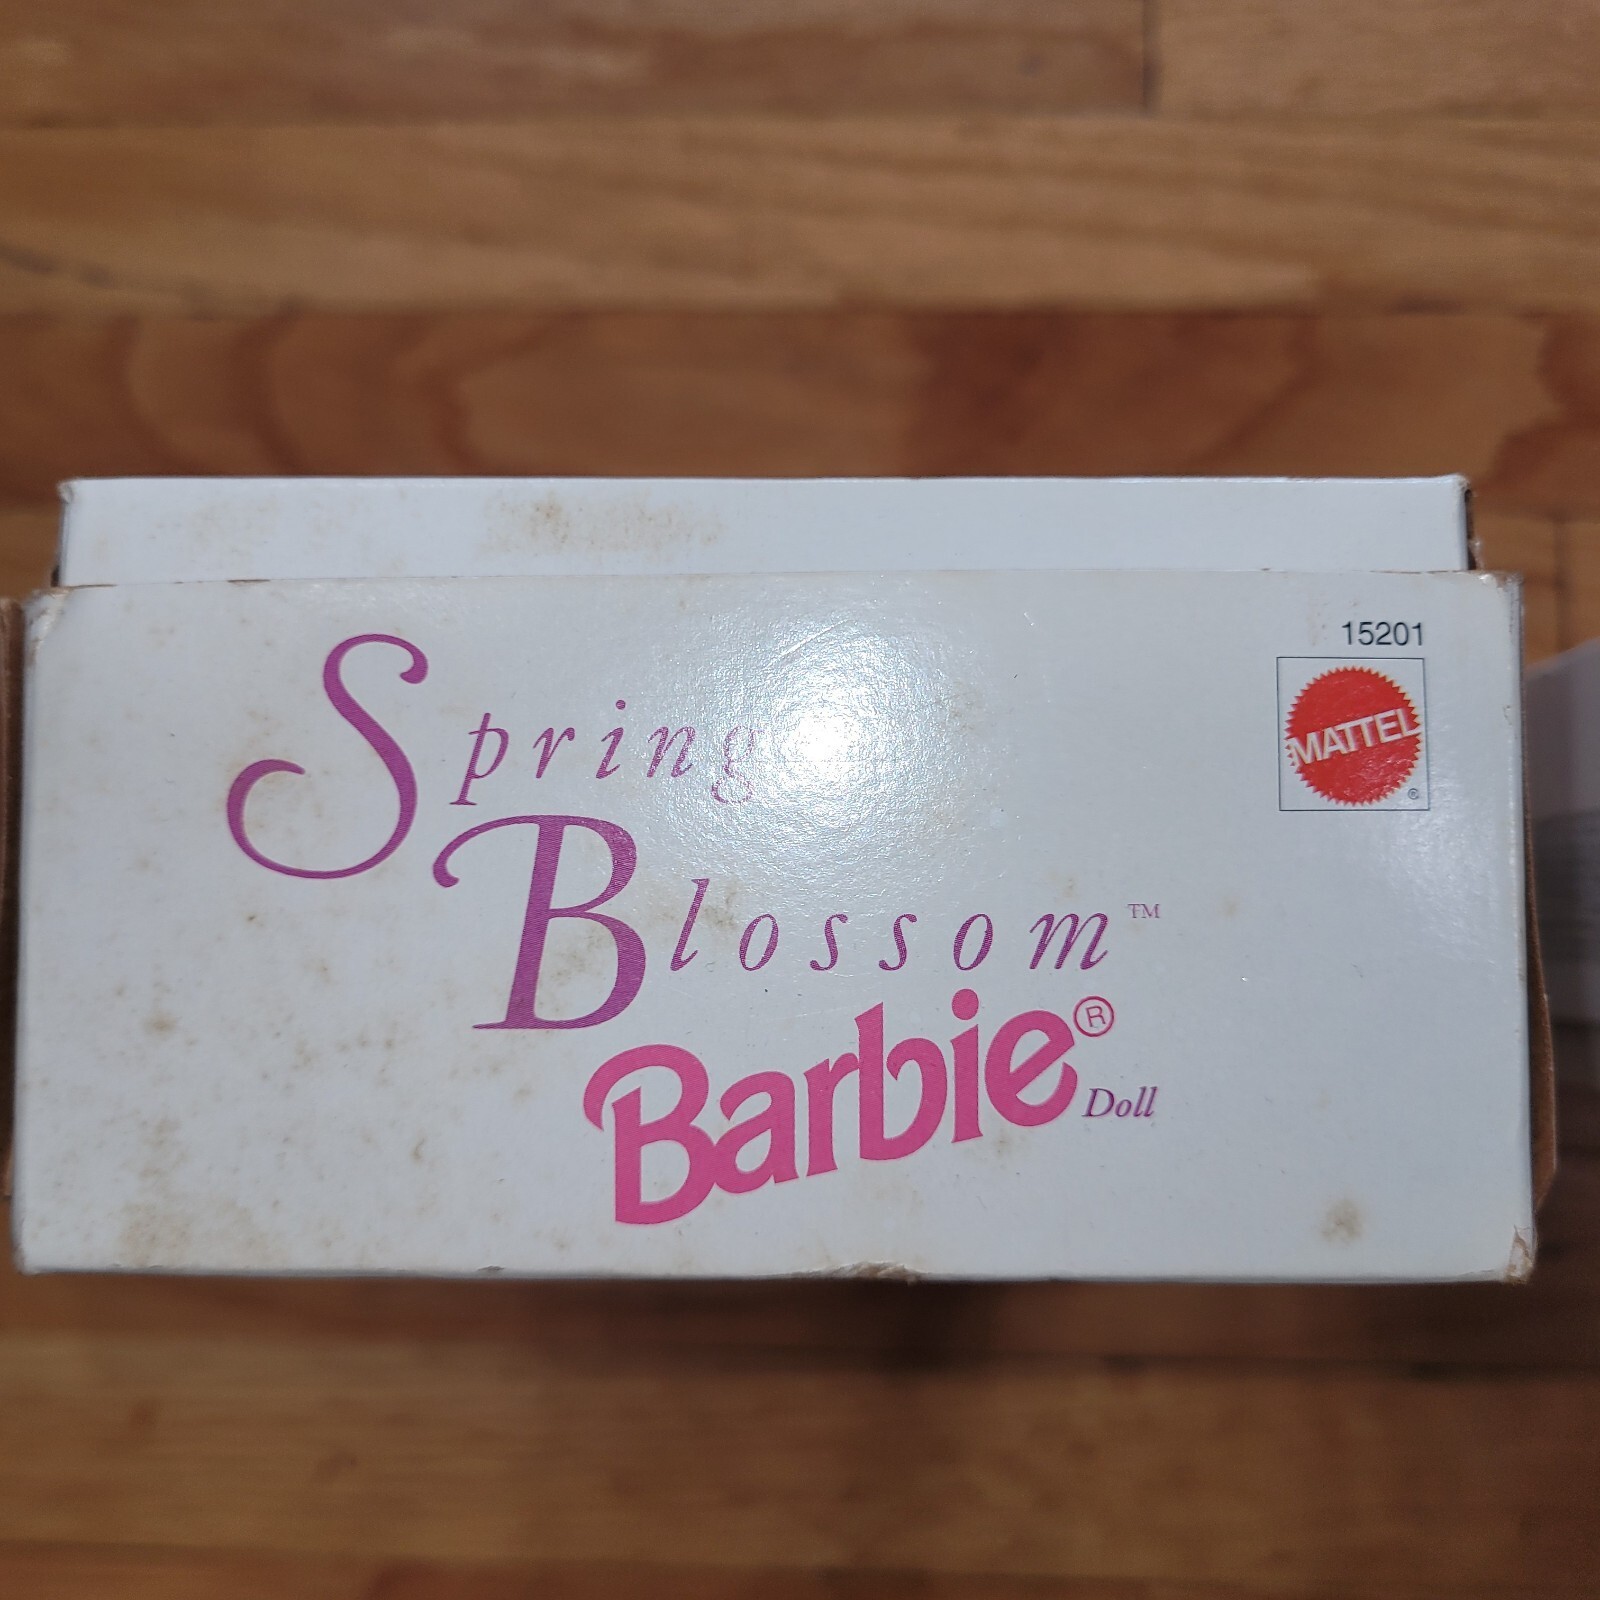 15201
MATTEL
®
Spring
Blossom™
Barbie®
Doll